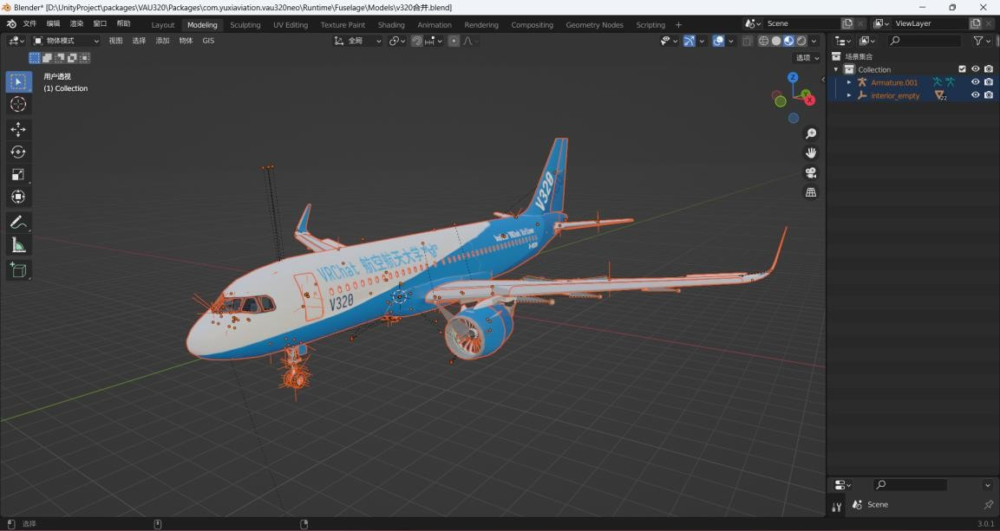 Blender* [D:\UnityProject\packages\VAU320\Packages\com.yuxiaviation.vau320neo\Runtime\Fuselage\Models\v320合并.blend]
文件 编辑 渲染 窗口 帮助 Layout Modeling Sculpting UV Editing Texture Paint Shading Animation Rendering Compositing Geometry Nodes Scripting + Scene ViewLayer
物体模式 视图 选择 添加 物体 GIS 全局
选项
用户透视
(1) Collection
Z
Y
X
场景集合
Collection
Armature.001
interior_empty
22
V320
VRChat 航空航天大学
V320
Scene
选择
3.0.1